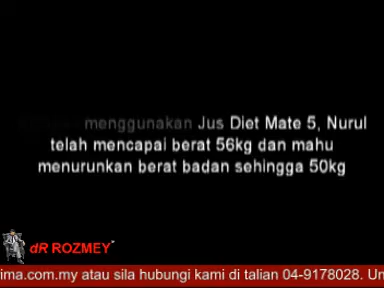 menggunakan Jus Diet Mate 5, Nurul
telah mencapai berat 56kg dan mahu
menurunkan berat badan sehingga 50kg
dR ROZMEY
ima.com.my atau sila hubungi kami di talian 04-9178028. Un